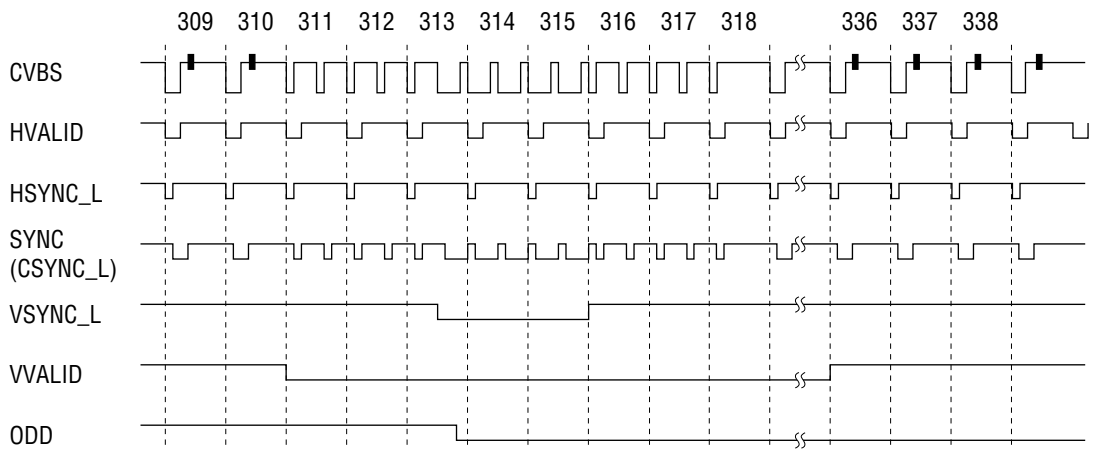 309 310 311 312 313 314 315 316 317 318 336 337 338
CVBS
HVALID
HSYNC_L
SYNC
(CSYNC_L)
VSYNC_L
VVALID
ODD